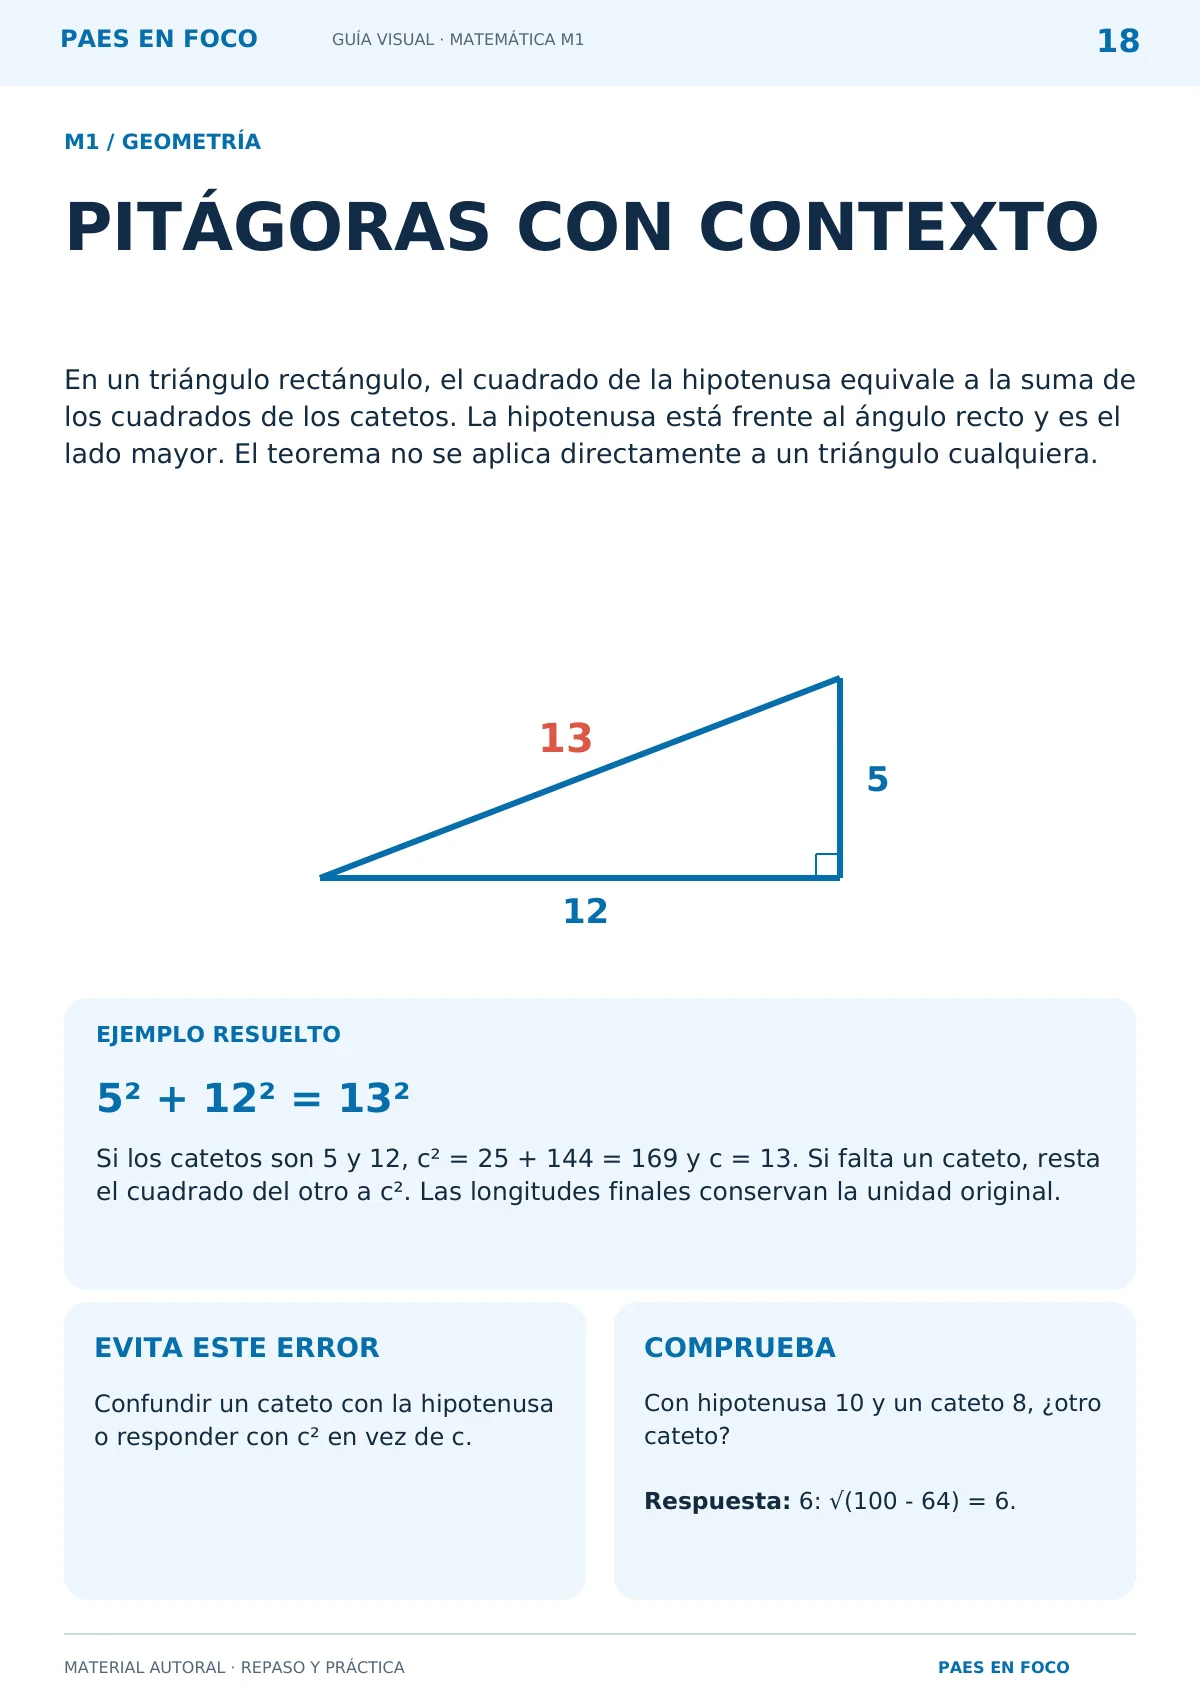 PAES EN FOCO
GUÍA VISUAL · MATEMÁTICA M1
18
M1 / GEOMETRÍA
PITÁGORAS CON CONTEXTO
En un triángulo rectángulo, el cuadrado de la hipotenusa equivale a la suma de
los cuadrados de los catetos. La hipotenusa está frente al ángulo recto y es el
lado mayor. El teorema no se aplica directamente a un triángulo cualquiera.
13
5
12
EJEMPLO RESUELTO
5² + 12² = 13²
Si los catetos son 5 y 12, c² = 25 + 144 = 169 y c = 13. Si falta un cateto, resta
el cuadrado del otro a c². Las longitudes finales conservan la unidad original.
EVITA ESTE ERROR
Confundir un cateto con la hipotenusa
o responder con c² en vez de c.
COMPRUEBA
Con hipotenusa 10 y un cateto 8, ¿otro
cateto?
Respuesta: 6: √(100 - 64) = 6.
MATERIAL AUTORAL · REPASO Y PRÁCTICA
PAES EN FOCO